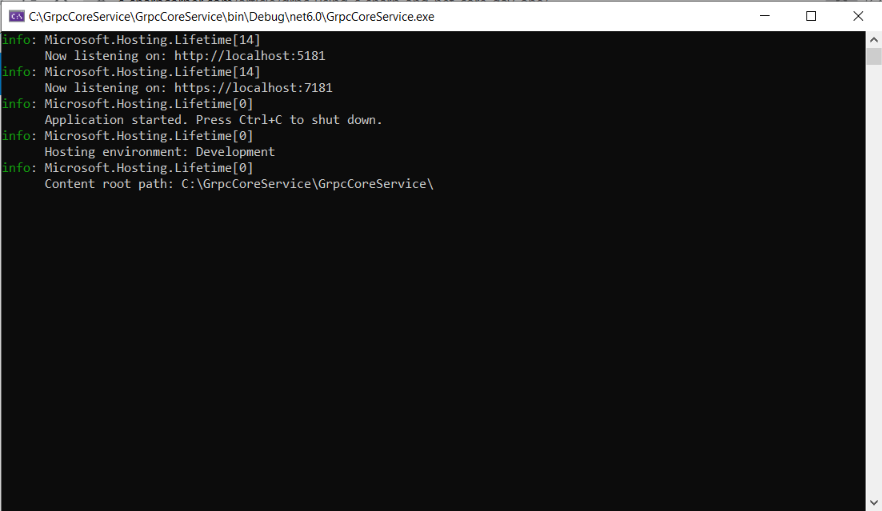 C:\GrpcCoreService\GrpcCoreService\bin\Debug\net6.0\GrpcCoreService.exe
info: Microsoft.Hosting.Lifetime[14]
Now listening on: http://localhost:5181
info: Microsoft.Hosting.Lifetime[14]
Now listening on: https://localhost:7181
info: Microsoft.Hosting.Lifetime[0]
Application started. Press Ctrl+C to shut down.
info: Microsoft.Hosting.Lifetime[0]
Hosting environment: Development
info: Microsoft.Hosting.Lifetime[0]
Content root path: C:\GrpcCoreService\GrpcCoreService\